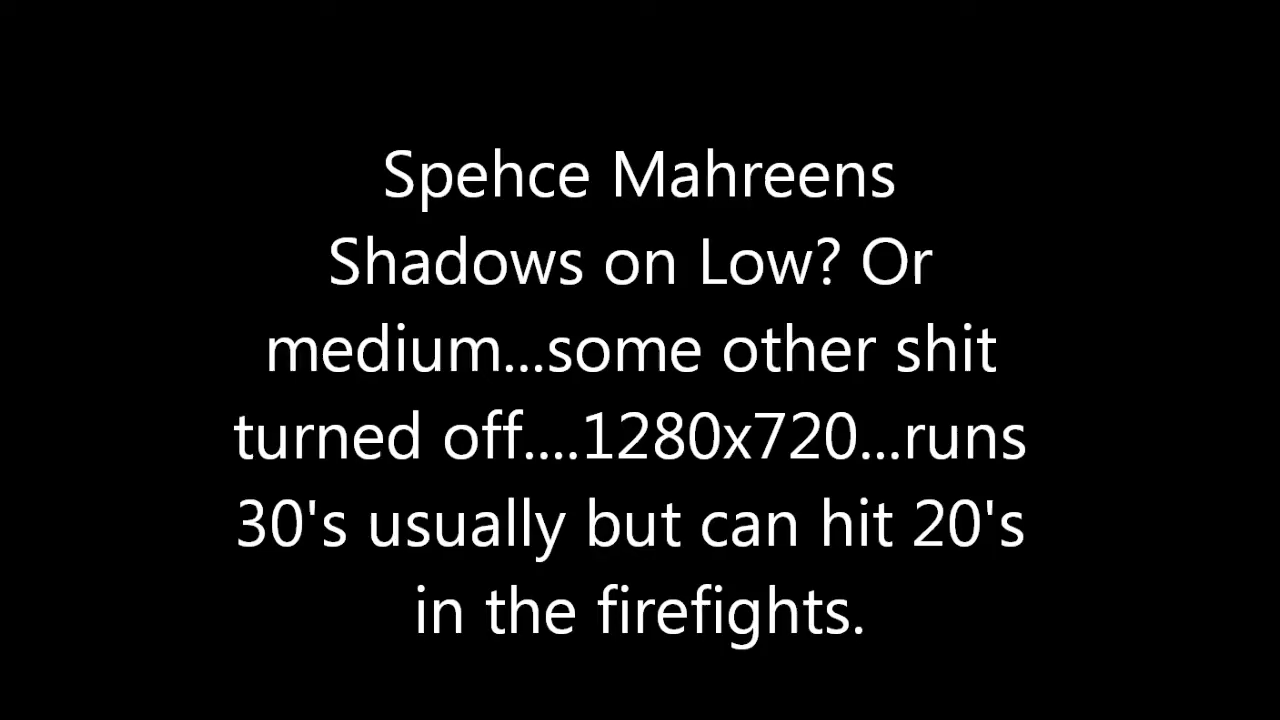 Spehce Mahreens
Shadows on Low? Or
medium...some other shit
turned off....1280x720...runs
30's usually but can hit 20's
in the firefights.